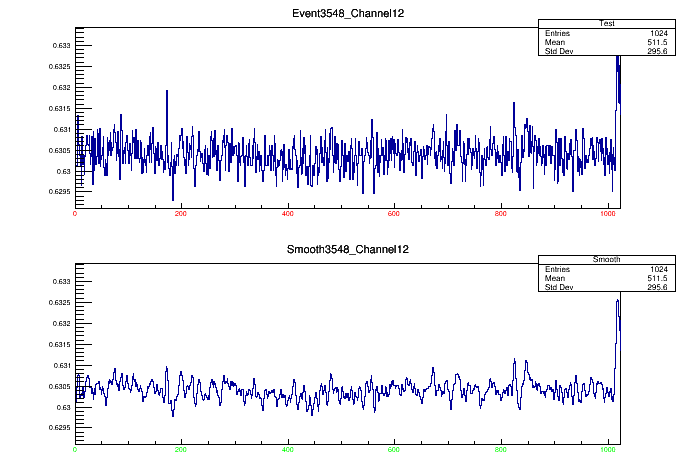 Event3548_Channel12
Test
Entries 1024
Mean 511.5
Std Dev 295.6
0.633
0.6325
0.632
0.6315
0.631
0.6305
0.63
0.6295
0 200 400 600 800 1000
Smooth3548_Channel12
Smooth
Entries 1024
Mean 511.5
Std Dev 295.6
0.633
0.6325
0.632
0.6315
0.631
0.6305
0.63
0.6295
0 200 400 600 800 1000